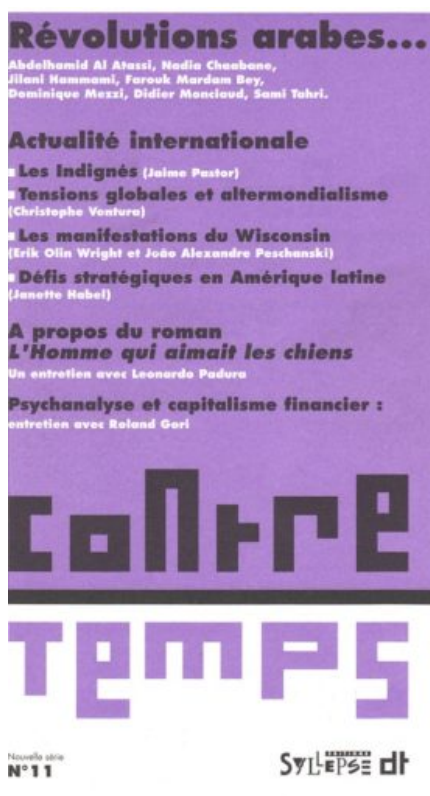 Révolutions arabes...
Abdelhamid Al Atassi, Nadia Chaabane,
Jilani Hammami, Farouk Mardam Bey,
Dominique Mezzi, Didier Monciaud, Sami Tahri.
Actualité internationale
Les Indignés (Jaime Pastor)
Tensions globales et altermondialisme
(Christophe Ventura)
Les manifestations du Wisconsin
(Erik Olin Wright et João Alexandre Peschanski)
Défis stratégiques en Amérique latine
(Janette Habel)
A propos du roman
L'Homme qui aimait les chiens
Un entretien avec Leonardo Padura
Psychanalyse et capitalisme financier :
entretien avec Roland Gori
contre
temps
Nouvelle série
N°11
EDITIONS
SYLLEPSE dt